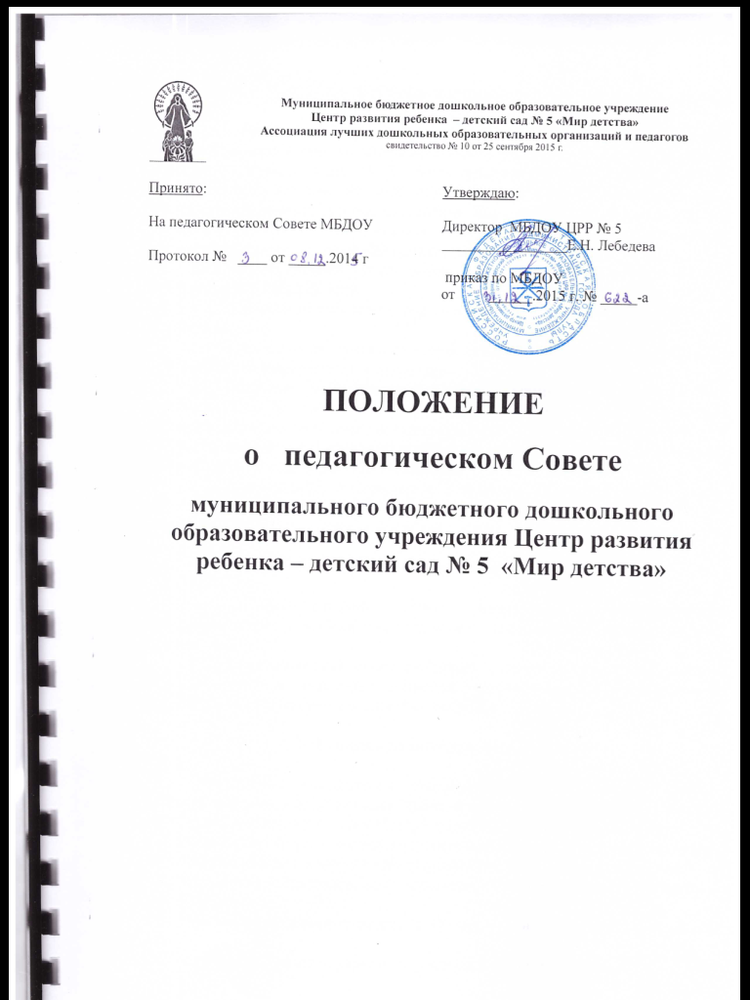 Муниципальное бюджетное дошкольное образовательное учреждение
Центр развития ребенка – детский сад № 5 «Мир детства»
Ассоциация лучших дошкольных образовательных организаций и педагогов
свидетельство № 10 от 25 сентября 2015 г.
Принято:
На педагогическом Совете МБДОУ
Протокол № 3 от 08.12.2015 г
Утверждаю:
Директор МБДОУ ЦРР № 5
Е.Н. Лебедева
приказ по МБДОУ
от 31.12.2015 г. № 622-а
ПОЛОЖЕНИЕ
о педагогическом Совете
муниципального бюджетного дошкольного
образовательного учреждения Центр развития
ребенка – детский сад № 5 «Мир детства»